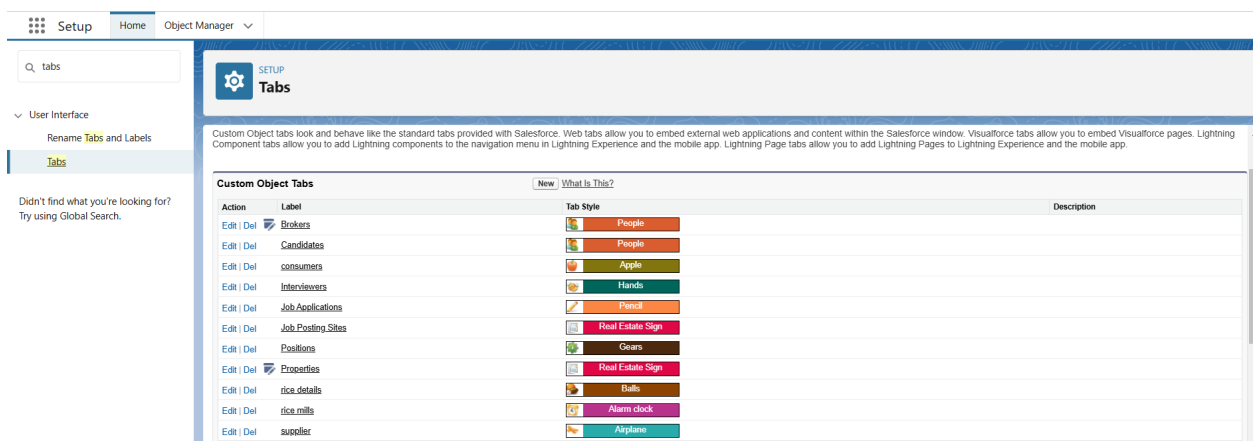 Setup
Home
Object Manager
tabs
User Interface
Rename Tabs and Labels
Tabs
Didn't find what you're looking for?
Try using Global Search.
SETUP
Tabs
Custom Object tabs look and behave like the standard tabs provided with Salesforce. Web tabs allow you to embed external web applications and content within the Salesforce window. Visualforce tabs allow you to embed Visualforce pages. Lightning
Component tabs allow you to add Lightning components to the navigation menu in Lightning Experience and the mobile app. Lightning Page tabs allow you to add Lightning Pages to Lightning Experience and the mobile app.
Custom Object Tabs New What Is This?
Action Label Tab Style Description
Edit | Del Brokers People
Edit | Del Candidates People
Edit | Del consumers Apple
Edit | Del Interviewers Hands
Edit | Del Job Applications Pencil
Edit | Del Job Posting Sites Real Estate Sign
Edit | Del Positions Gears
Edit | Del Properties Real Estate Sign
Edit | Del rice details Balls
Edit | Del rice mills Alarm clock
Edit | Del supplier Airplane